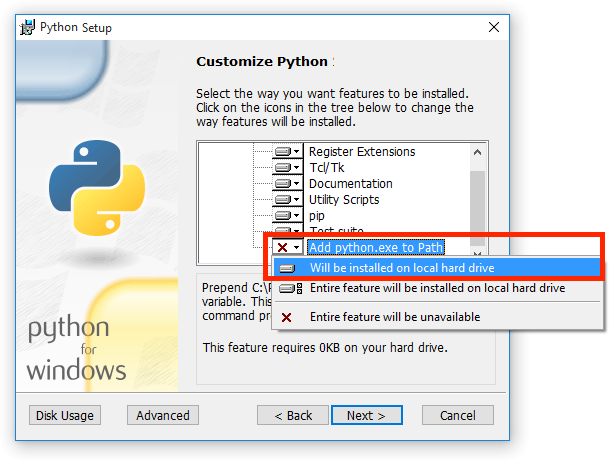 Python Setup
Customize Python
Select the way you want features to be installed.
Click on the icons in the tree below to change the
way features will be installed.
Register Extensions
Tcl/Tk
Documentation
Utility Scripts
pip
Test suite
Add python.exe to Path
Will be installed on local hard drive
Entire feature will be installed on local hard drive
Entire feature will be unavailable
Prepend C:\
variable. This
command
This feature requires 0KB on your hard drive.
python
for
windows
Disk Usage
Advanced
< Back
Next >
Cancel